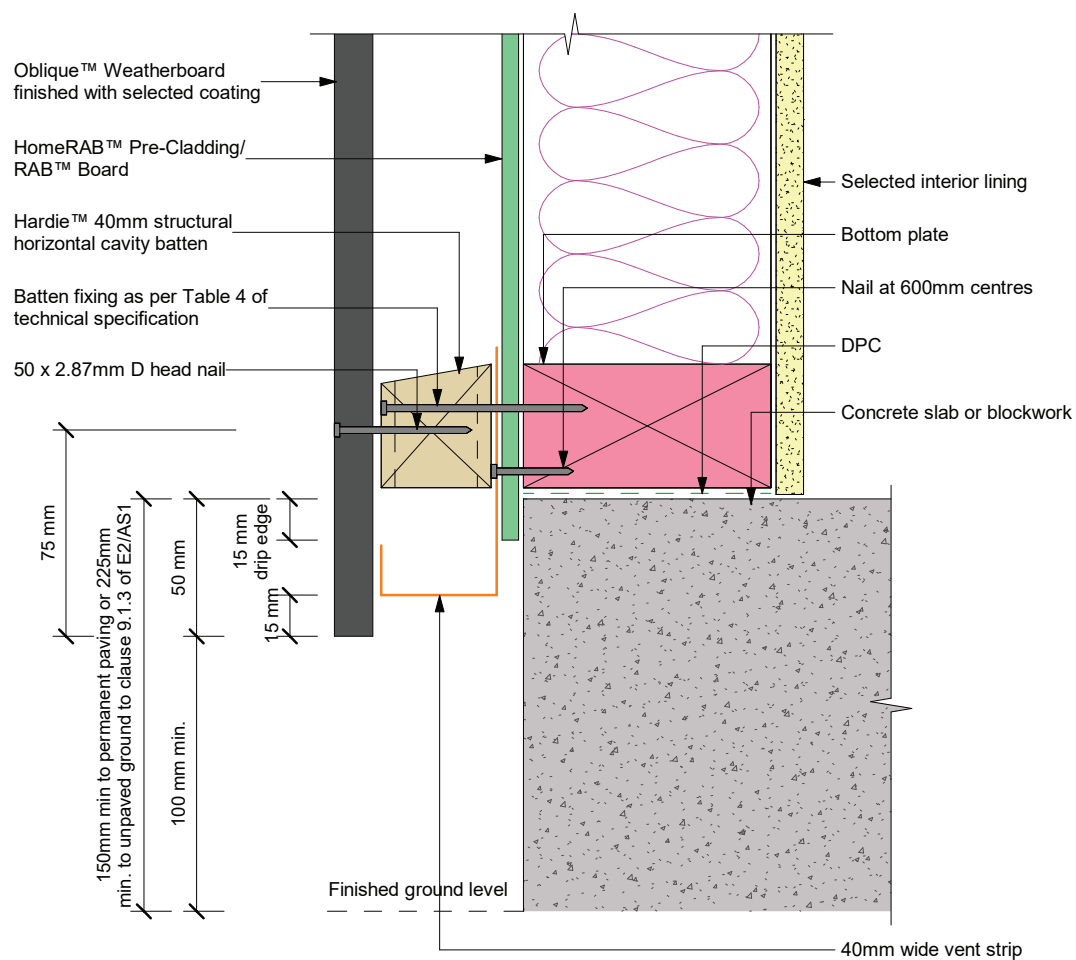 Oblique™ Weatherboard
finished with selected coating
HomeRAB™ Pre-Cladding/
RAB™ Board
Hardie™ 40mm structural
horizontal cavity batten
Batten fixing as per Table 4 of
technical specification
50 x 2.87mm D head nail
Selected interior lining
Bottom plate
Nail at 600mm centres
DPC
Concrete slab or blockwork
75 mm
150mm min to permanent paving or 225mm
min. to unpaved ground to clause 9.1.3 of E2/AS1
50 mm
100 mm min.
15 mm
drip edge
15 mm
Finished ground level
40mm wide vent strip